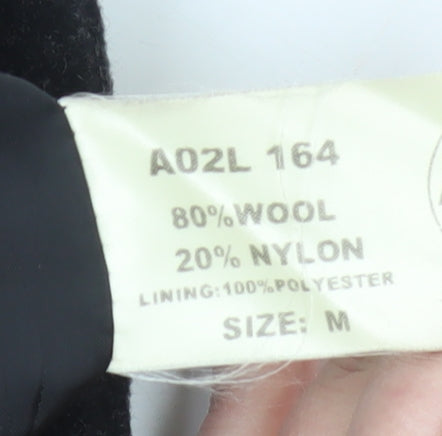 A02L 164
80%WOOL
20% NYLON
LINING:100%POLYESTER
SIZE: M